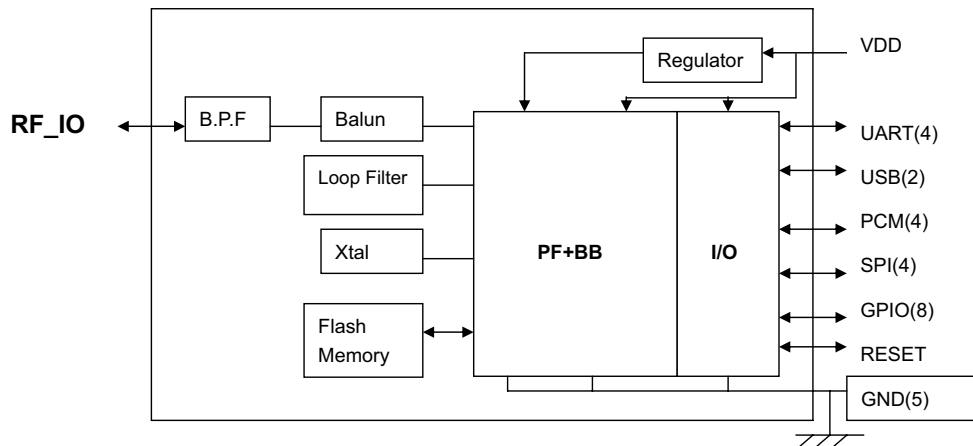 VDD
Regulator
RF_IO
B.P.F
Balun
UART(4)
Loop Filter
USB(2)
PCM(4)
Xtal
PF+BB
I/O
SPI(4)
GPIO(8)
Flash
Memory
RESET
GND(5)